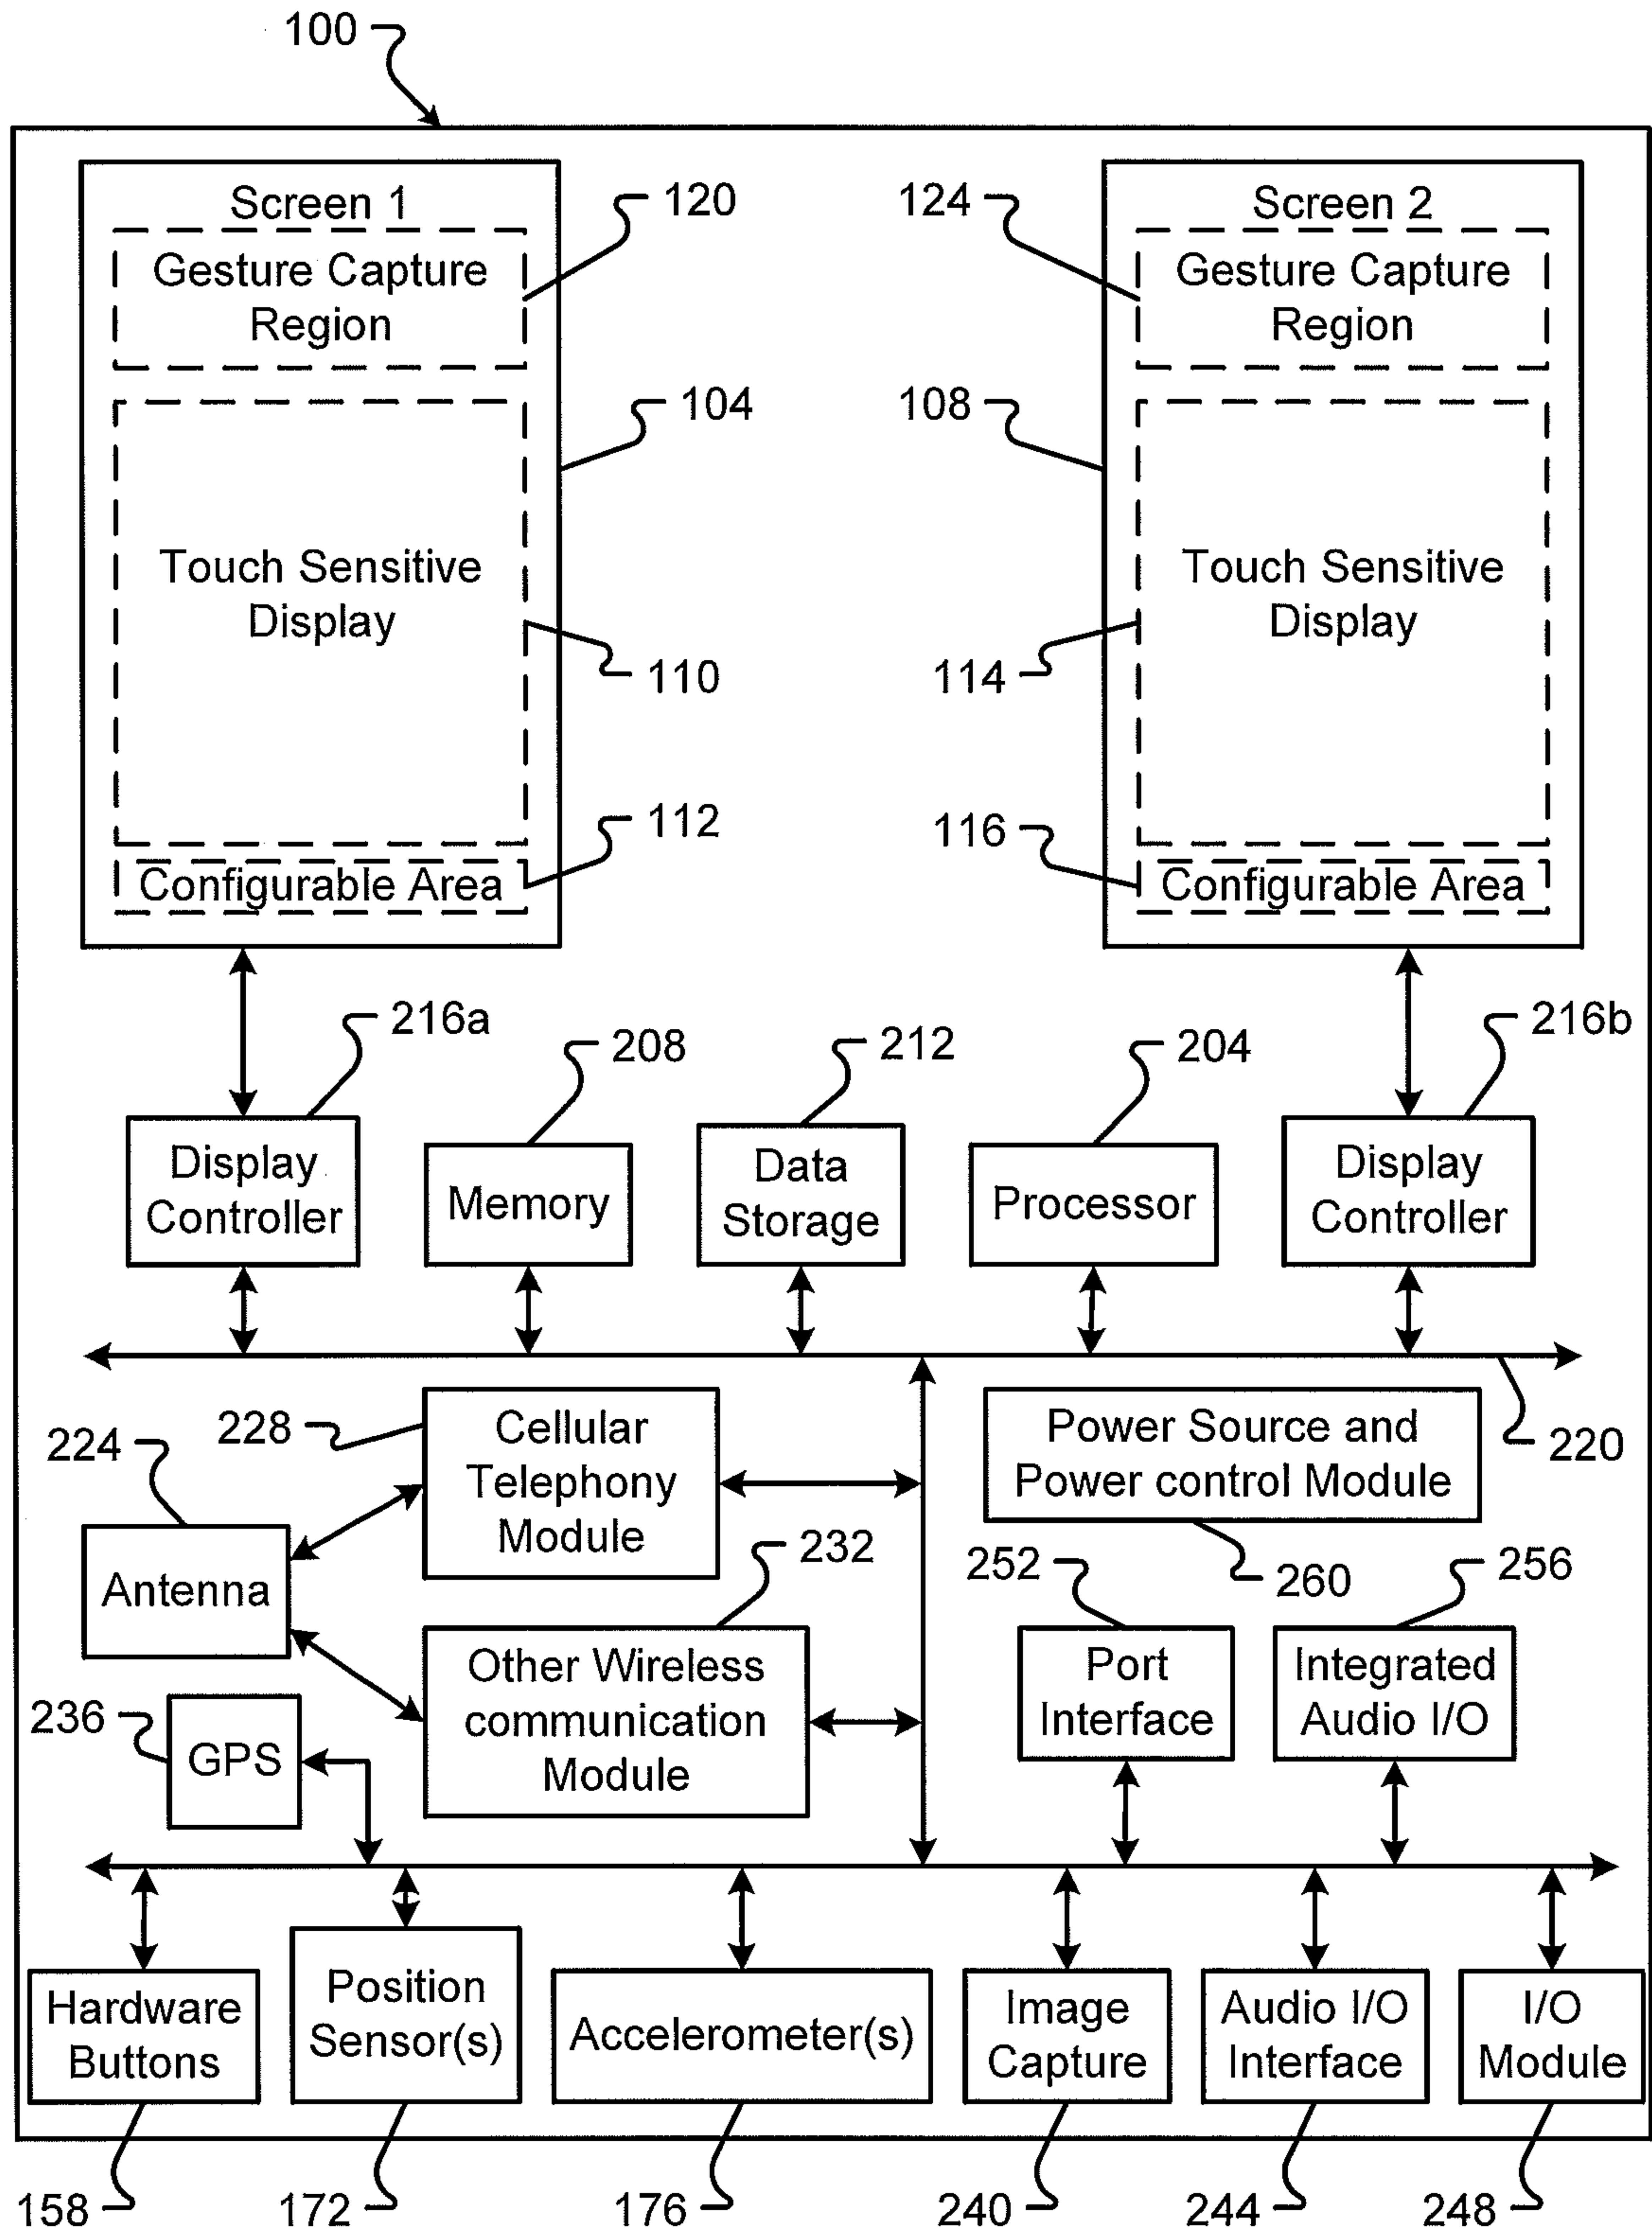 100
Screen 1
120
124
Screen 2
Gesture Capture
Region
Gesture Capture
Region
104
108
Touch Sensitive
Display
Touch Sensitive
Display
110
114
112
116
Configurable Area
Configurable Area
216a
208
212
204
216b
Display
Controller
Memory
Data
Storage
Processor
Display
Controller
228
Cellular
Telephony
Module
Power Source and
Power control Module
220
224
Antenna
232
252
260
256
Other Wireless
communication
Module
Port
Interface
Integrated
Audio I/O
236
GPS
Hardware
Buttons
Position
Sensor(s)
Accelerometer(s)
Image
Capture
Audio I/O
Interface
I/O
Module
158
172
176
240
244
248